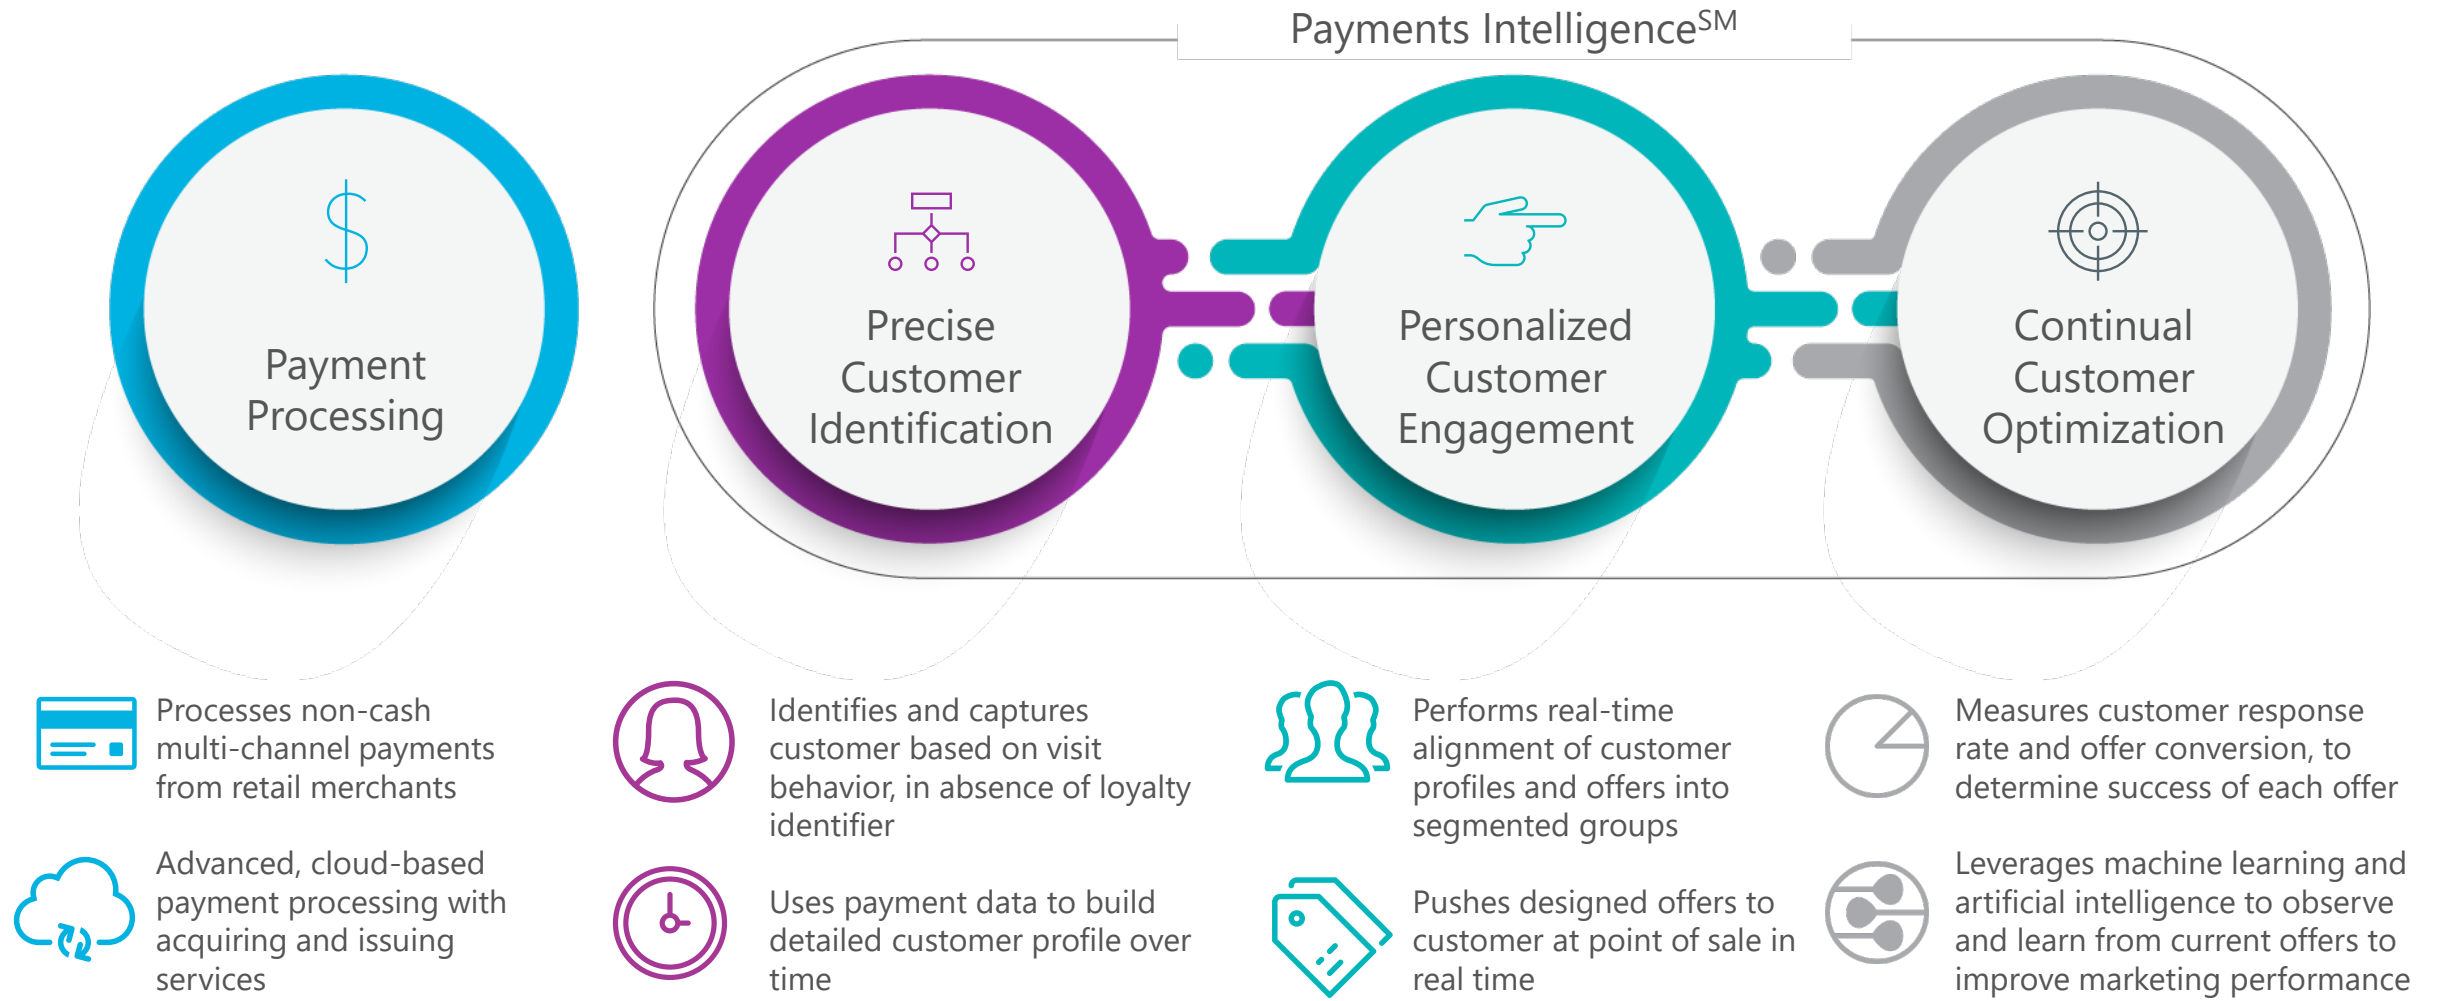 Payments Intelligence℠
Payment
Processing
Precise
Customer
Identification
Personalized
Customer
Engagement
Continual
Customer
Optimization
Processes non-cash
multi-channel payments
from retail merchants
Advanced, cloud-based
payment processing with
acquiring and issuing
services
Identifies and captures
customer based on visit
behavior, in absence of loyalty
identifier
Uses payment data to build
detailed customer profile over
time
Performs real-time
alignment of customer
profiles and offers into
segmented groups
Pushes designed offers to
customer at point of sale in
real time
Measures customer response
rate and offer conversion, to
determine success of each offer
Leverages machine learning and
artificial intelligence to observe
and learn from current offers to
improve marketing performance